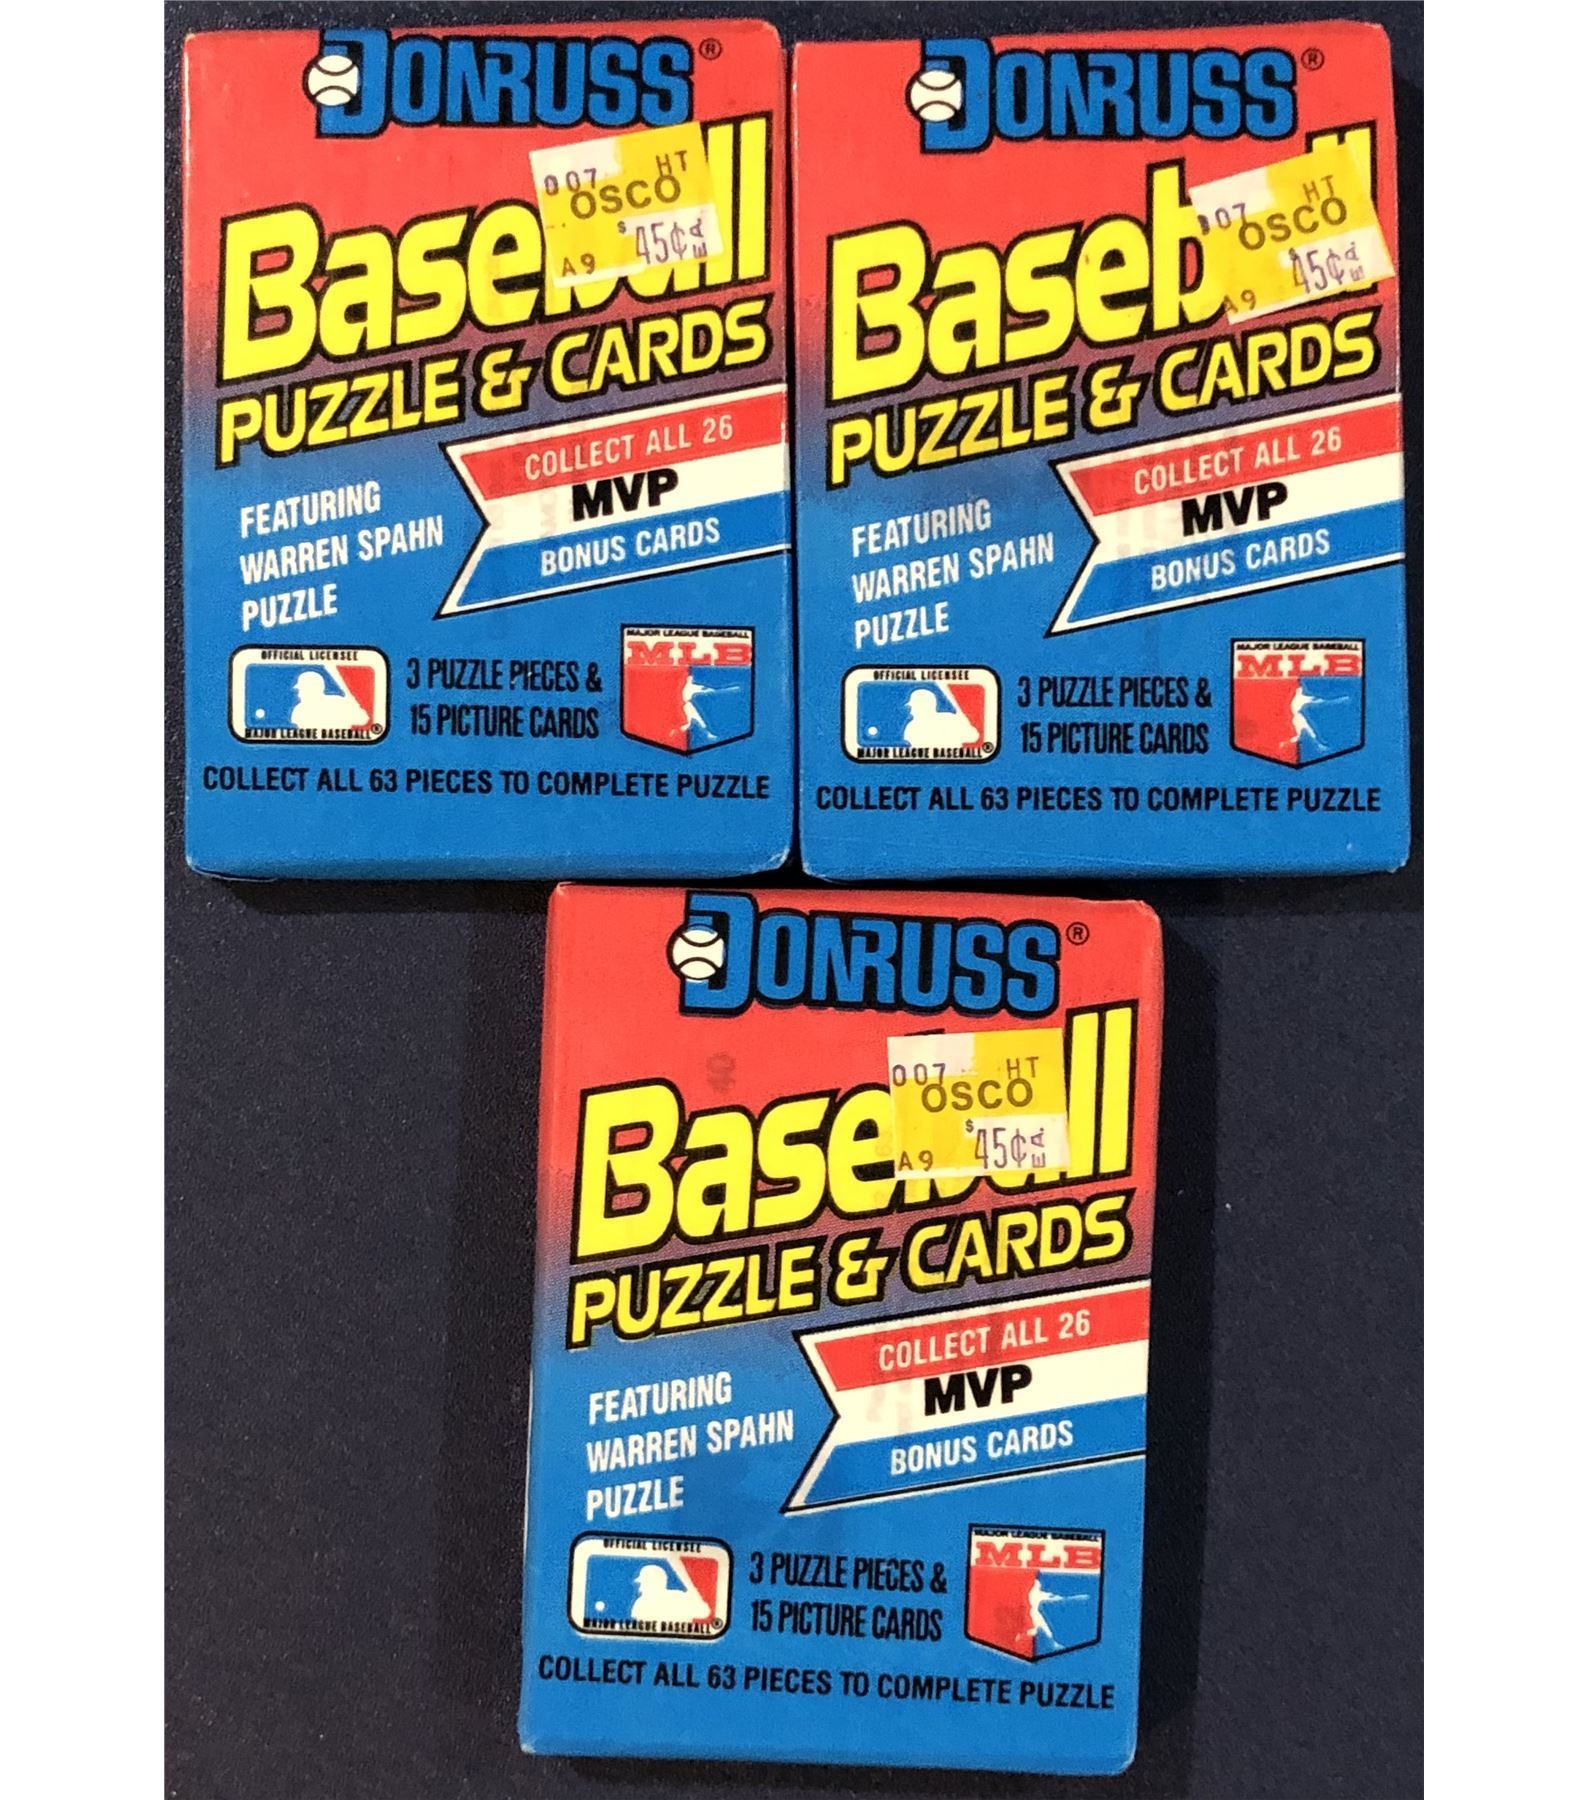 DONRUSS®
007 HT
OSCO
$45¢ EA
A9
Baseball
PUZZLE & CARDS
COLLECT ALL 26
MVP
BONUS CARDS
FEATURING
WARREN SPAHN
PUZZLE
OFFICIAL LICENSEE
MAJOR LEAGUE BASEBALL®
3 PUZZLE PIECES &
15 PICTURE CARDS
MAJOR LEAGUE BASEBALL
MLB
COLLECT ALL 63 PIECES TO COMPLETE PUZZLE
DONRUSS®
007 HT
OSCO
45¢ EA
A9
Baseball
PUZZLE & CARDS
COLLECT ALL 26
MVP
BONUS CARDS
FEATURING
WARREN SPAHN
PUZZLE
OFFICIAL LICENSEE
MAJOR LEAGUE BASEBALL®
3 PUZZLE PIECES &
15 PICTURE CARDS
MAJOR LEAGUE BASEBALL
MLB
COLLECT ALL 63 PIECES TO COMPLETE PUZZLE
DONRUSS®
007 HT
OSCO
$45¢ EA
A9
Baseball
PUZZLE & CARDS
COLLECT ALL 26
MVP
BONUS CARDS
FEATURING
WARREN SPAHN
PUZZLE
OFFICIAL LICENSEE
MAJOR LEAGUE BASEBALL®
3 PUZZLE PIECES &
15 PICTURE CARDS
MAJOR LEAGUE BASEBALL
MLB
COLLECT ALL 63 PIECES TO COMPLETE PUZZLE